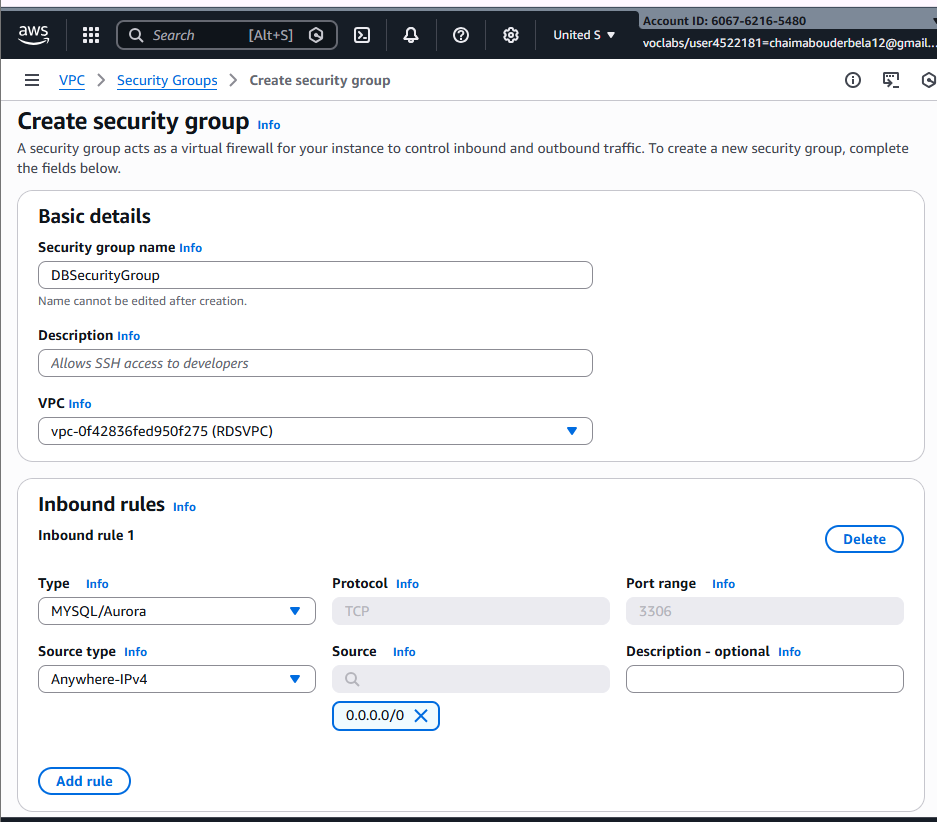 aws Search [Alt+S] United S Account ID: 6067-6216-5480
voclabs/user4522181=chaimabouderbela12@gmail...
VPC Security Groups Create security group
Create security group Info
A security group acts as a virtual firewall for your instance to control inbound and outbound traffic. To create a new security group, complete
the fields below.
Basic details
Security group name Info
DBSecurityGroup
Name cannot be edited after creation.
Description Info
Allows SSH access to developers
VPC Info
vpc-0f42836fed950f275 (RDSVPC)
Inbound rules Info
Inbound rule 1 Delete
Type Info Protocol Info Port range Info
MYSQL/Aurora TCP 3306
Source type Info Source Info Description - optional Info
Anywhere-IPv4
0.0.0.0/0
Add rule